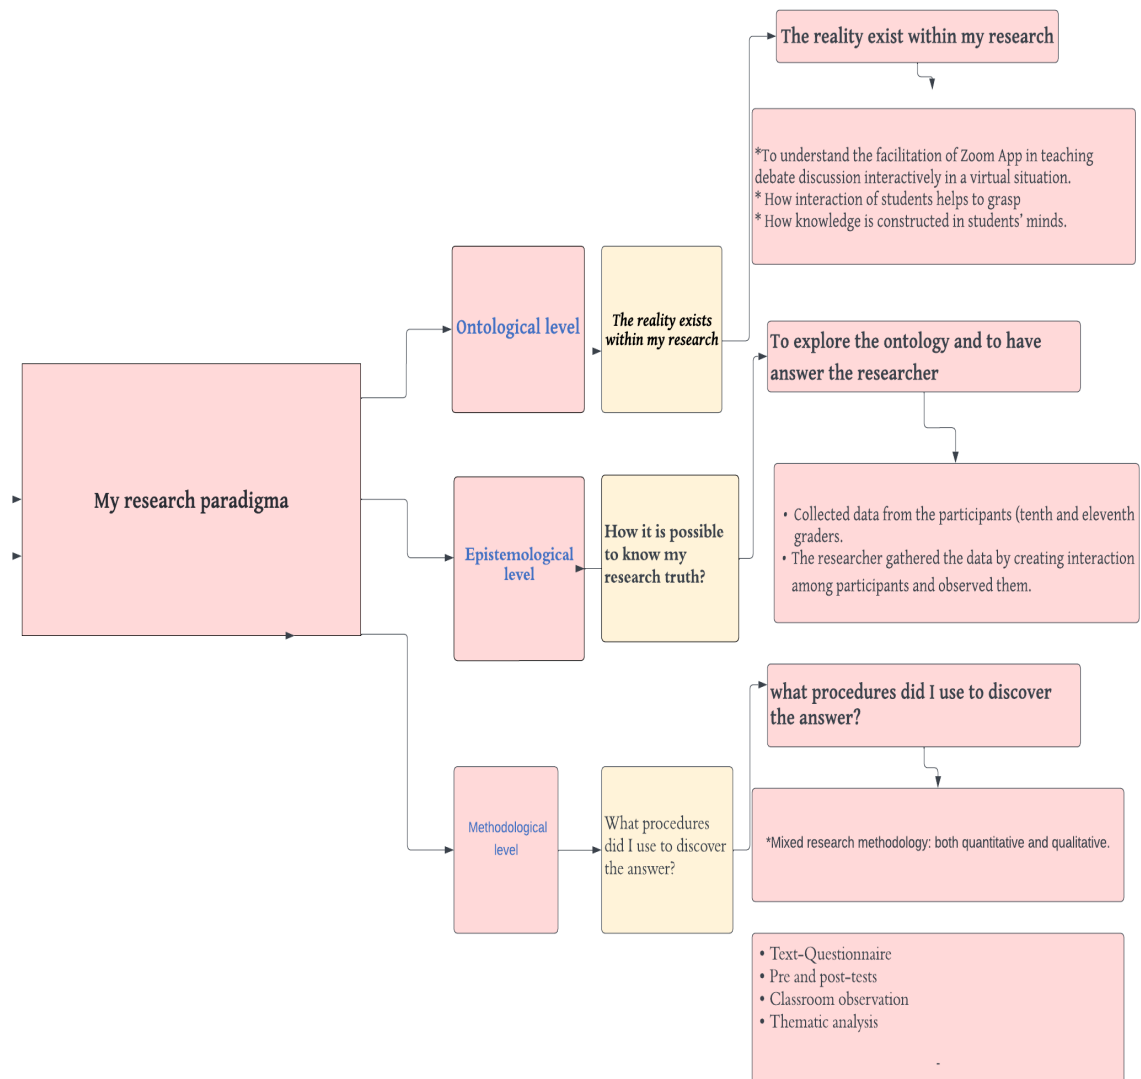 The reality exist within my research
*To understand the facilitation of Zoom App in teaching
debate discussion interactively in a virtual situation.
* How interaction of students helps to grasp
* How knowledge is constructed in students' minds.
Ontological level
The reality exists
within my research
To explore the ontology and to have
answer the researcher
My research paradigma
Epistemological
level
How it is possible
to know my
research truth?
• Collected data from the participants (tenth and eleventh
graders.
• The researcher gathered the data by creating interaction
among participants and observed them.
what procedures did I use to discover
the answer?
Methodological
level
What procedures
did I use to discover
the answer?
*Mixed research methodology: both quantitative and qualitative.
• Text-Questionnaire
• Pre and post-tests
• Classroom observation
• Thematic analysis
-